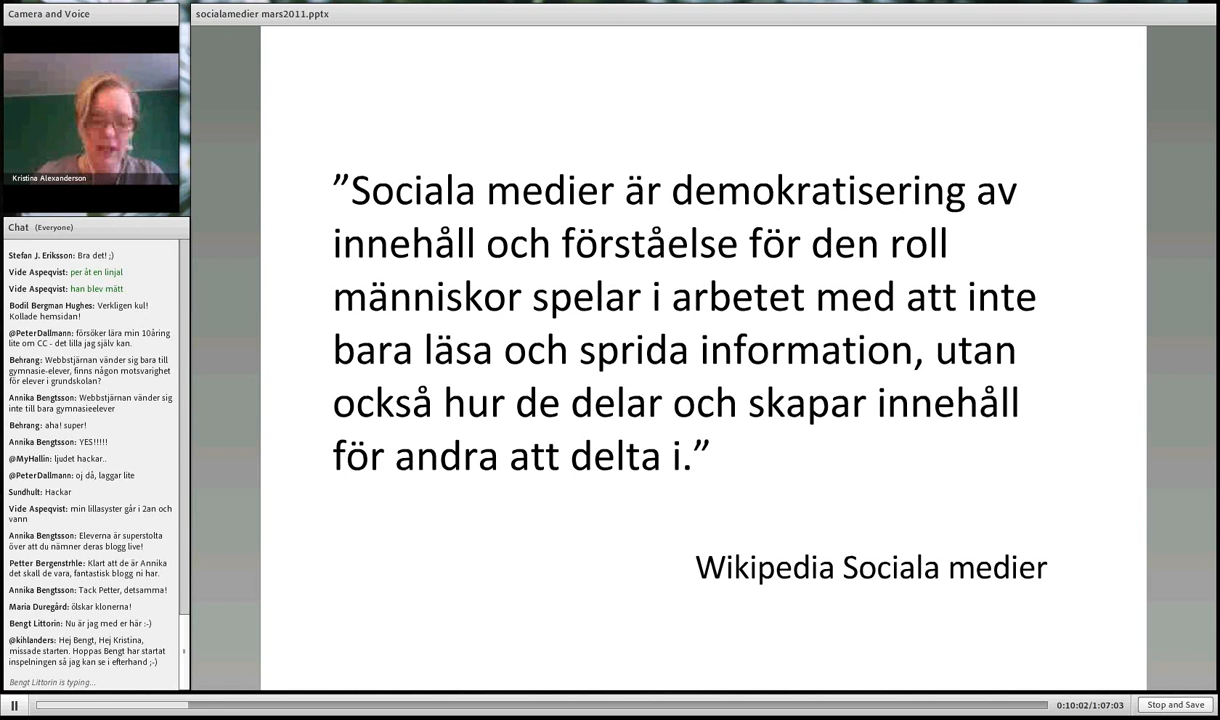 Camera and Voice
socialamedier mars2011.pptx
Kristina Alexanderson
Chat (Everyone)
Stefan J. Eriksson: Bra det! ;)
Vide Aspeqvist: per åt en linjal
Vide Aspeqvist: han blev mätt
Bodil Bergman Hughes: Verkligen kul!
Kollade hemsidan!
@PeterDallmann: försöker lära min 10åring
lite om CC - det lilla jag själv kan.
Behrang: Webbstjärnan vänder sig bara till
gymnasie-elever, finns någon motsvarighet
för elever i grundskolan?
Annika Bengtsson: Webbstjärnan vänder sig
inte till bara gymnasieelever
Behrang: aha! super!
Annika Bengtsson: YES!!!!!
@MyHallin: ljudet hackar..
@PeterDallmann: oj då, laggar lite
Sundhult: Hackar
Vide Aspeqvist: min lillasyster går i 2an och
vann
Annika Bengtsson: Eleverna är superstolta
över att du nämner deras blogg live!
Petter Bergenstrhle: Klart att de är Annika
det skall de vara, fantastisk blogg ni har.
Annika Bengtsson: Tack Petter, detsamma!
Maria Duregård: ölskar klonerna!
Bengt Littorin: Nu är jag med er här :-)
@kihlanders: Hej Bengt, Hej Kristina,
missade starten. Hoppas Bengt har startat
inspelningen så jag kan se i efterhand ;-)
Bengt Littorin is typing...
”Sociala medier är demokratisering av
innehåll och förståelse för den roll
människor spelar i arbetet med att inte
bara läsa och sprida information, utan
också hur de delar och skapar innehåll
för andra att delta i.”
Wikipedia Sociala medier
0:10:02/1:07:03
Stop and Save